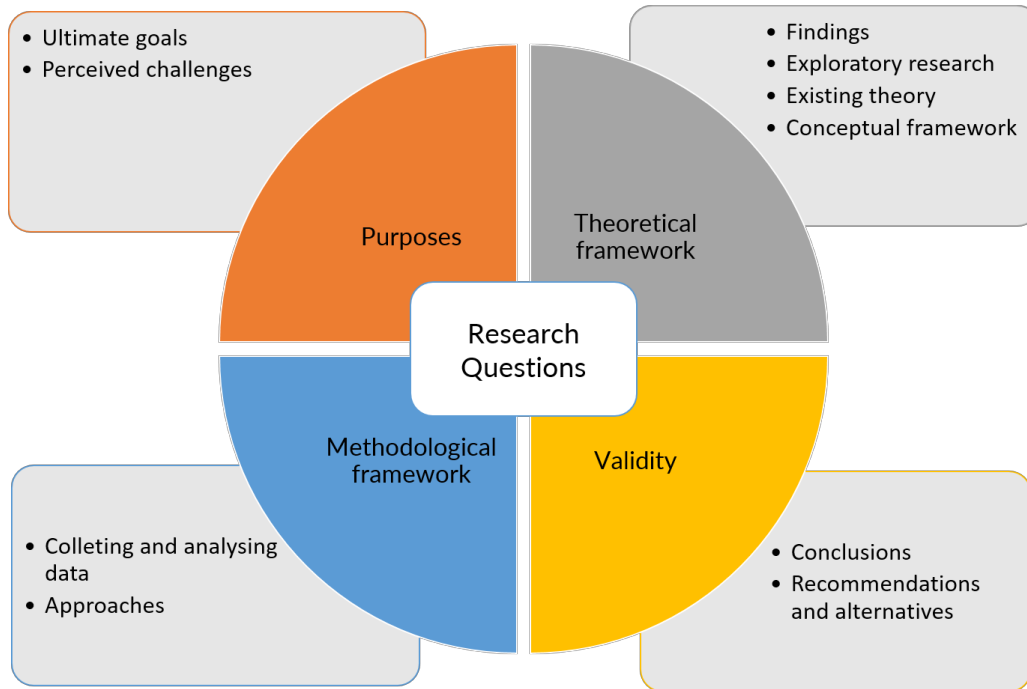 • Ultimate goals
• Perceived challenges
• Findings
• Exploratory research
• Existing theory
• Conceptual framework
Purposes
Theoretical
framework
Research
Questions
Methodological
framework
Validity
• Colleting and analysing
data
• Approaches
• Conclusions
• Recommendations
and alternatives